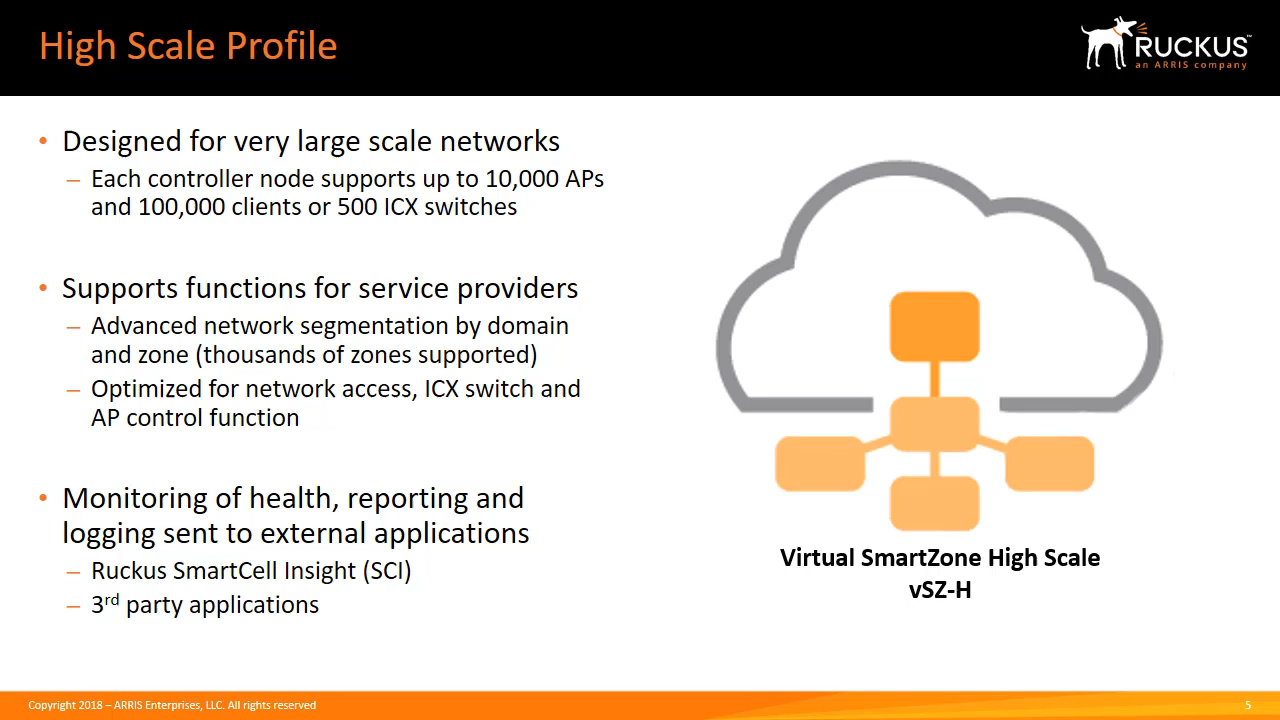 High Scale Profile
RUCKUS™
an ARRIS company
• Designed for very large scale networks
– Each controller node supports up to 10,000 APs
and 100,000 clients or 500 ICX switches
• Supports functions for service providers
– Advanced network segmentation by domain
and zone (thousands of zones supported)
– Optimized for network access, ICX switch and
AP control function
• Monitoring of health, reporting and
logging sent to external applications
– Ruckus SmartCell Insight (SCI)
– 3rd party applications
Virtual SmartZone High Scale
vSZ-H
Copyright 2018 – ARRIS Enterprises, LLC. All rights reserved
5